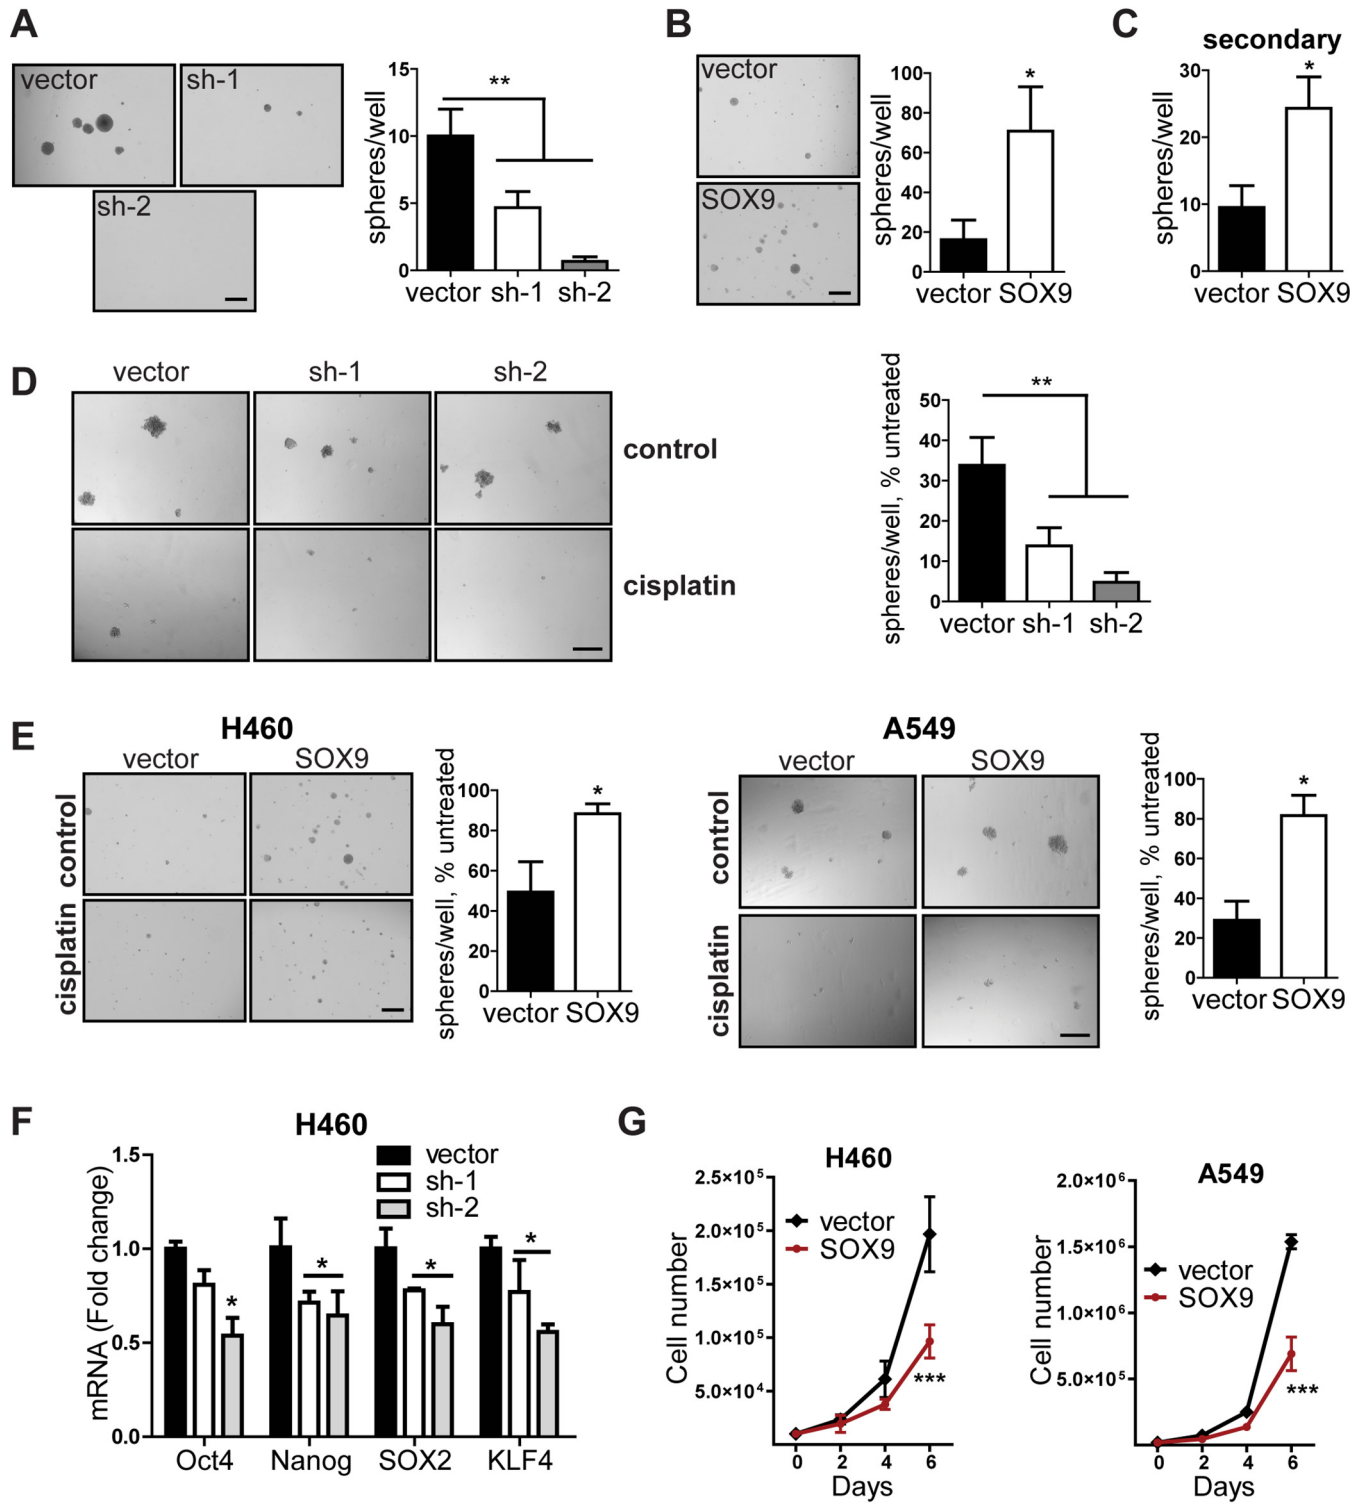 A
vector
sh-1
sh-2
spheres/well
15
10
5
0
**
vector sh-1 sh-2
B
vector
SOX9
spheres/well
100
80
60
40
20
0
*
vector SOX9
C
secondary
spheres/well
30
20
10
0
*
vector SOX9
D
vector sh-1 sh-2
control
cisplatin
spheres/well, % untreated
50
40
30
20
10
0
**
vector sh-1 sh-2
E
H460
vector SOX9
control
cisplatin
spheres/well, % untreated
100
80
60
40
20
0
*
vector SOX9
A549
vector SOX9
control
cisplatin
spheres/well, % untreated
100
80
60
40
20
0
*
vector SOX9
F
H460
vector
sh-1
sh-2
mRNA (Fold change)
1.5
1.0
0.5
0.0
* * * *
Oct4 Nanog SOX2 KLF4
G
H460
vector
SOX9
Cell number
2.5×10⁵
2.0×10⁵
1.5×10⁵
1.0×10⁵
5.0×10⁴
***
0 2 4 6
Days
A549
vector
SOX9
Cell number
2.0×10⁶
1.5×10⁶
1.0×10⁶
5.0×10⁵
***
0 2 4 6
Days